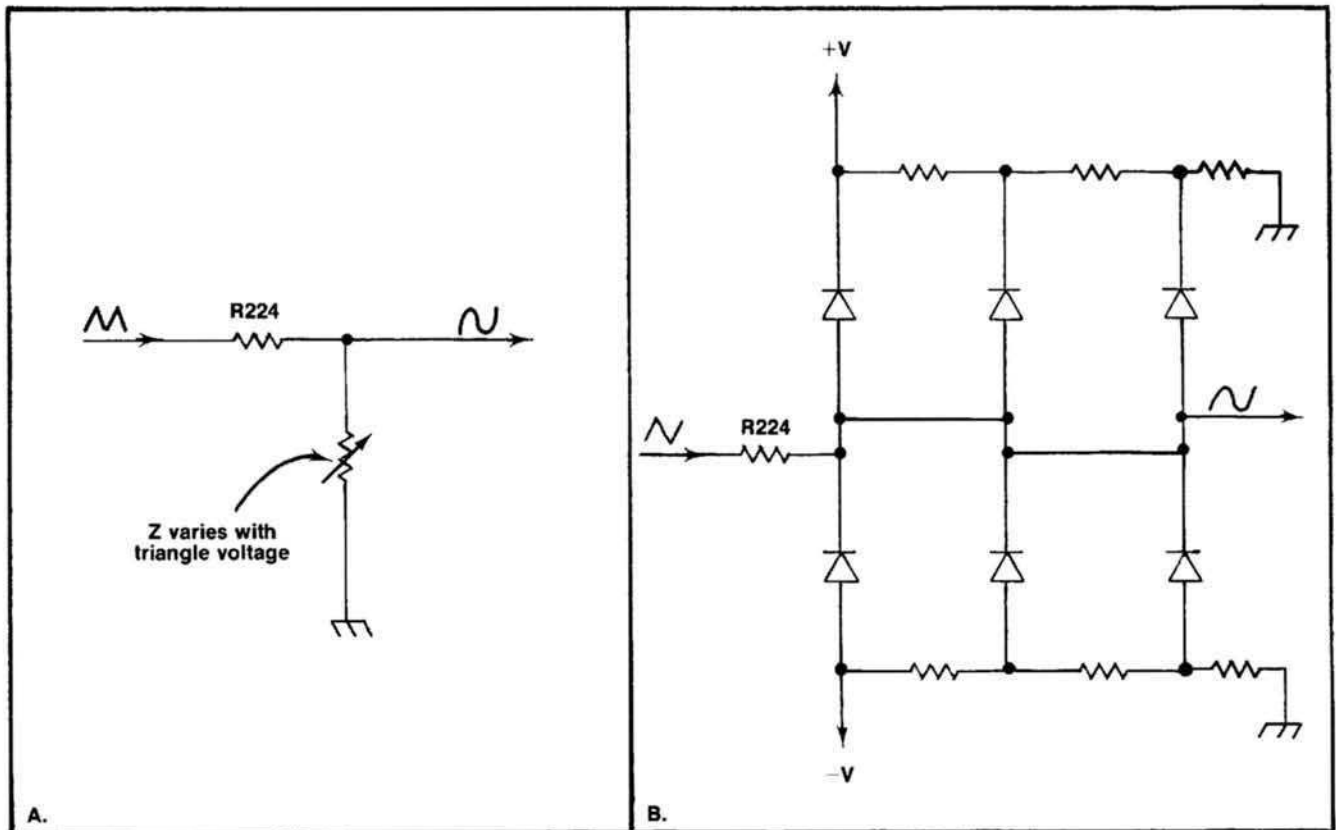 R224
Z varies with
triangle voltage
A.
+V
R224
−V
B.